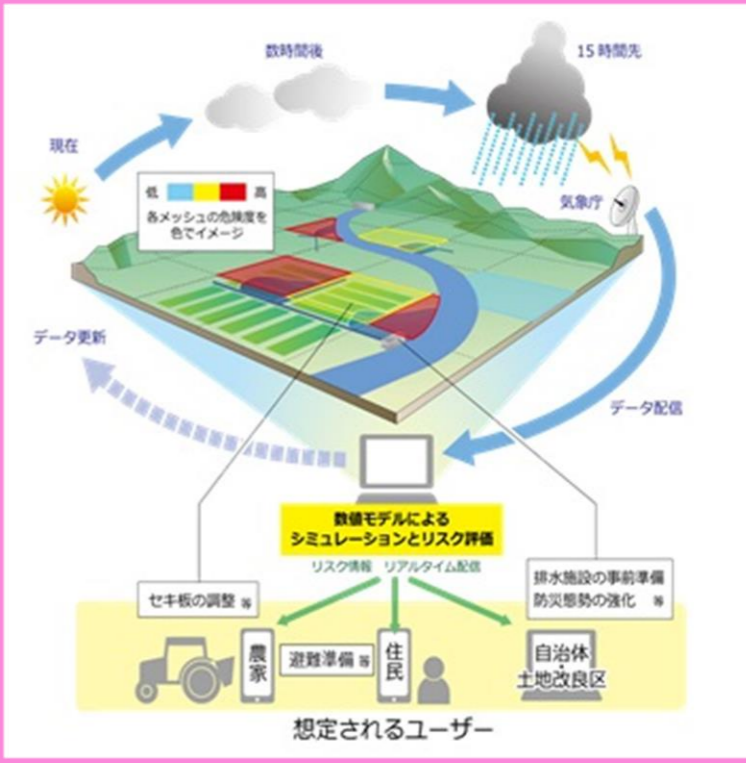 数時間後
15時間先
現在
低 高
各メッシュの危険度を
色でイメージ
気象庁
データ更新
データ配信
数値モデルによる
シミュレーションとリスク評価
リスク情報 リアルタイム配信
セキ板の調整 等
排水施設の事前準備
防災態勢の強化 等
農家
避難準備 等
住民
自治体
・
土地改良区
想定されるユーザー